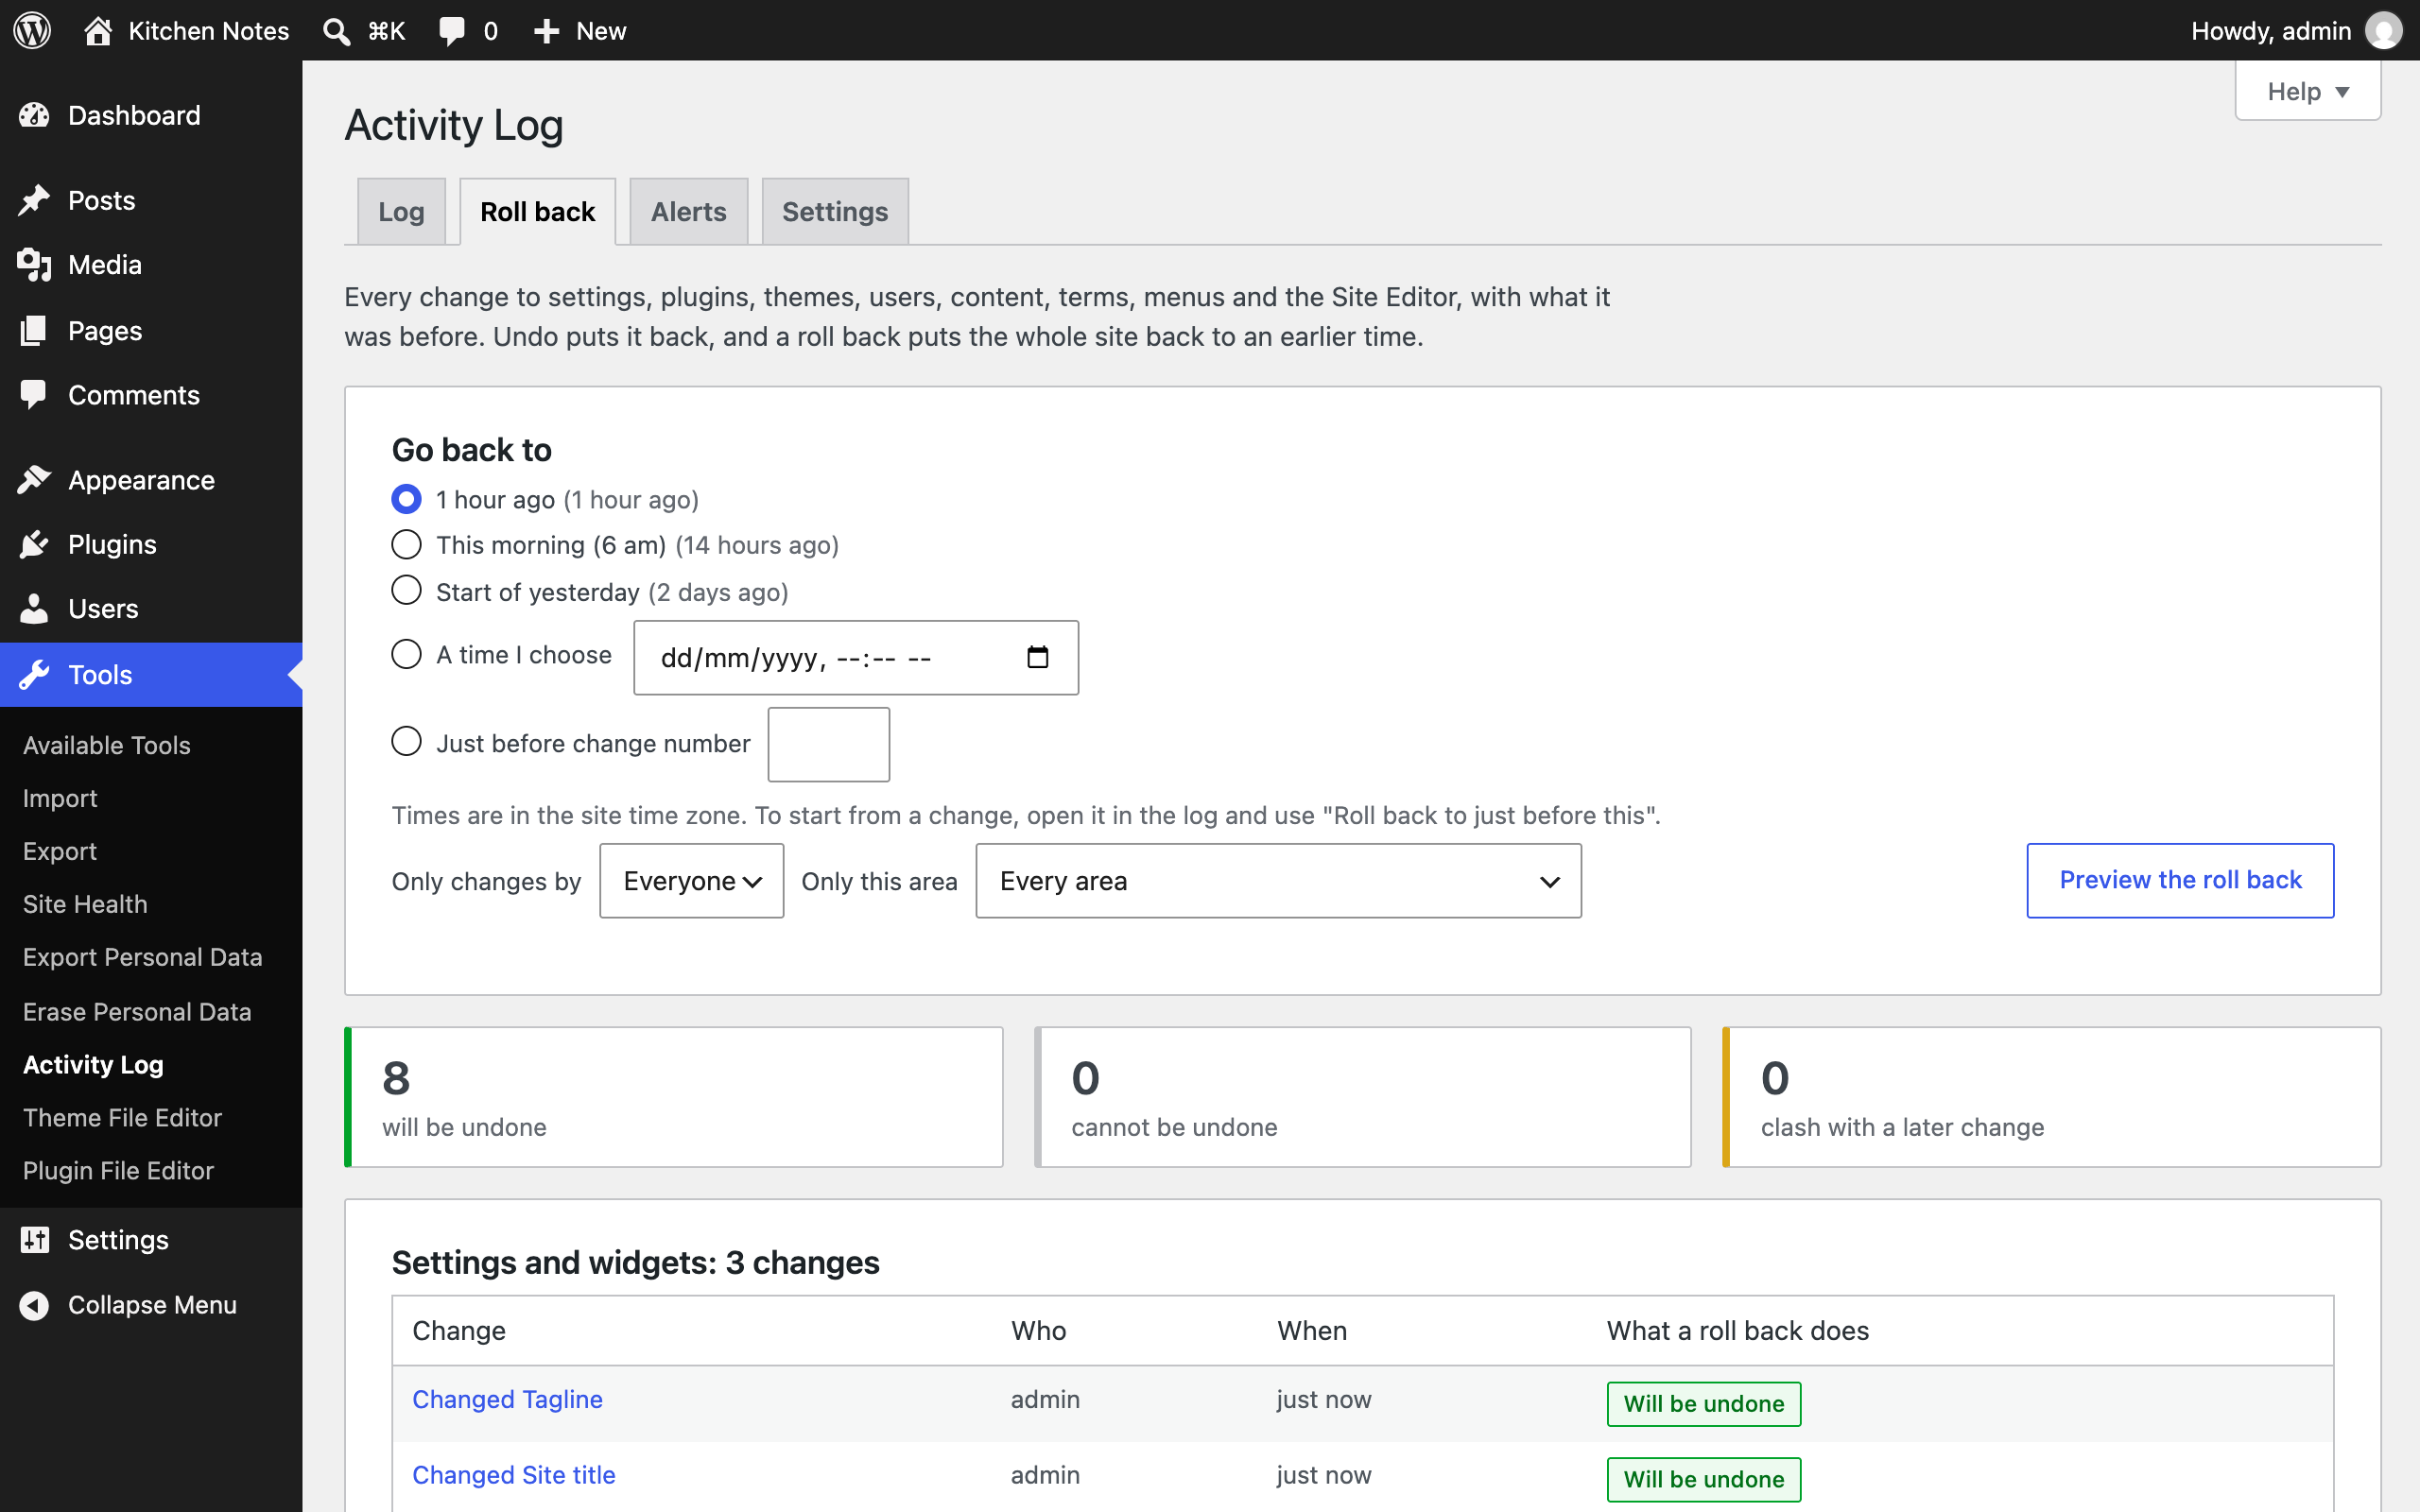 Kitchen Notes
⌘K
0
New
Howdy, admin
Dashboard
Posts
Media
Pages
Comments
Appearance
Plugins
Users
Tools
Available Tools
Import
Export
Site Health
Export Personal Data
Erase Personal Data
Activity Log
Theme File Editor
Plugin File Editor
Settings
Collapse Menu
Help
Activity Log
Log
Roll back
Alerts
Settings
Every change to settings, plugins, themes, users, content, terms, menus and the Site Editor, with what it
was before. Undo puts it back, and a roll back puts the whole site back to an earlier time.
Go back to
1 hour ago (1 hour ago)
This morning (6 am) (14 hours ago)
Start of yesterday (2 days ago)
A time I choose
dd/mm/yyyy, --:-- --
Just before change number
Times are in the site time zone. To start from a change, open it in the log and use "Roll back to just before this".
Only changes by
Everyone
Only this area
Every area
Preview the roll back
8
will be undone
0
cannot be undone
0
clash with a later change
Settings and widgets: 3 changes
Change Who When What a roll back does
Changed Tagline admin just now Will be undone
Changed Site title admin just now Will be undone